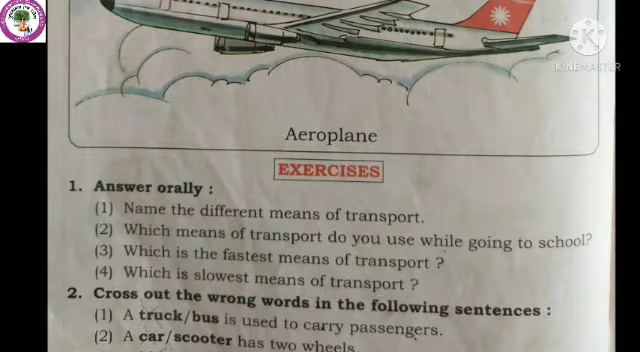 KINEMASTER
Aeroplane
EXERCISES
1. Answer orally :
(1) Name the different means of transport.
(2) Which means of transport do you use while going to school?
(3) Which is the fastest means of transport ?
(4) Which is slowest means of transport ?
2. Cross out the wrong words in the following sentences :
(1) A truck/bus is used to carry passengers.
(2) A car/scooter has two wheels